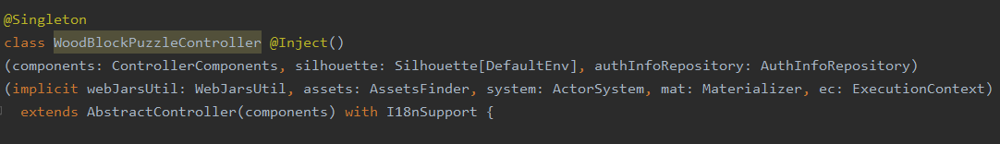 @Singleton
class WoodBlockPuzzleController @Inject()
(components: ControllerComponents, silhouette: Silhouette[DefaultEnv], authInfoRepository: AuthInfoRepository)
(implicit webJarsUtil: WebJarsUtil, assets: AssetsFinder, system: ActorSystem, mat: Materializer, ec: ExecutionContext)
  extends AbstractController(components) with I18nSupport {